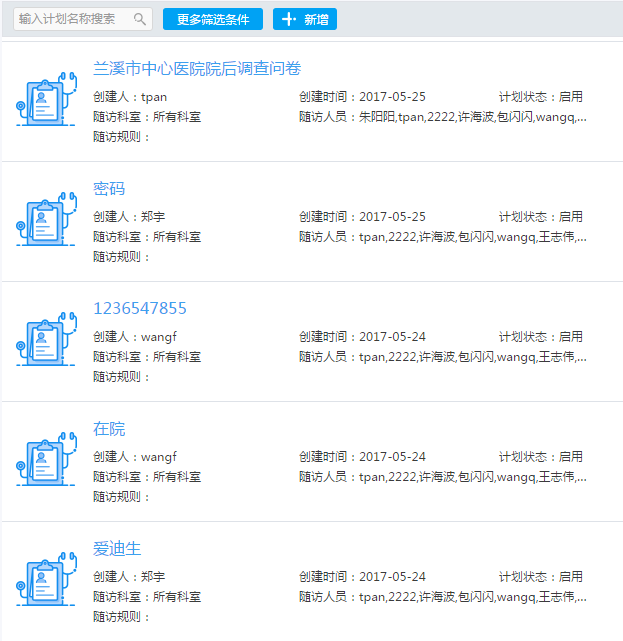 输入计划名称搜索 更多筛选条件 新增
兰溪市中心医院院后调查问卷
创建人：tpan 创建时间：2017-05-25 计划状态：启用
随访科室：所有科室 随访人员：朱阳阳,tpan,2222,许海波,包闪闪,wangq,...
随访规则：
密码
创建人：郑宇 创建时间：2017-05-25 计划状态：启用
随访科室：所有科室 随访人员：tpan,2222,许海波,包闪闪,wangq,王志伟,...
随访规则：
1236547855
创建人：wangf 创建时间：2017-05-24 计划状态：启用
随访科室：所有科室 随访人员：tpan,2222,许海波,包闪闪,wangq,王志伟,...
随访规则：
在院
创建人：wangf 创建时间：2017-05-24 计划状态：启用
随访科室：所有科室 随访人员：tpan,2222,许海波,包闪闪,wangq,王志伟,...
随访规则：
爱迪生
创建人：郑宇 创建时间：2017-05-24 计划状态：启用
随访科室：所有科室 随访人员：tpan,2222,许海波,包闪闪,wangq,王志伟,...
随访规则：